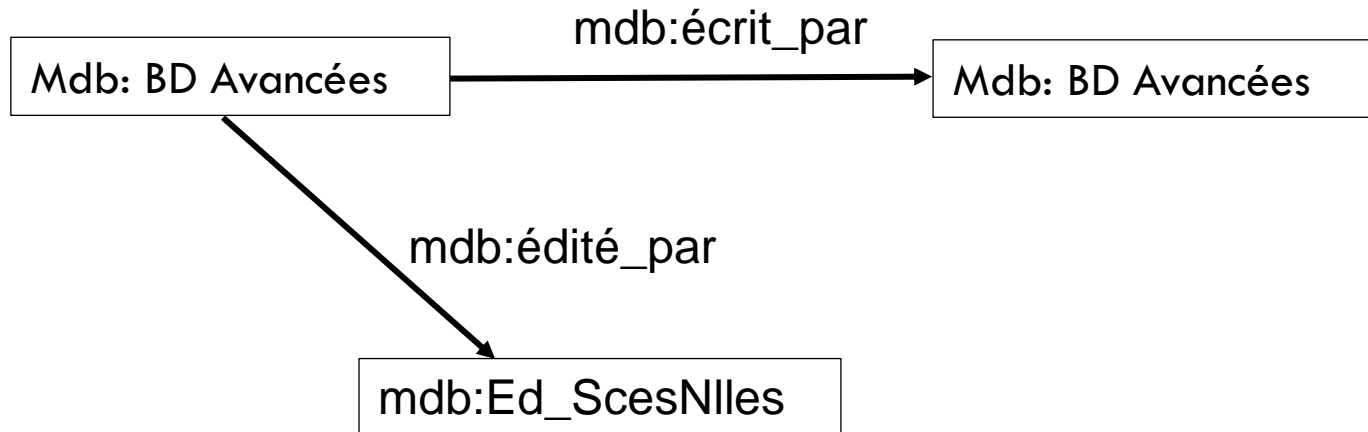 mdb:écrit_par
Mdb: BD Avancées
Mdb: BD Avancées
mdb:édité_par
mdb:Ed_ScesNlles